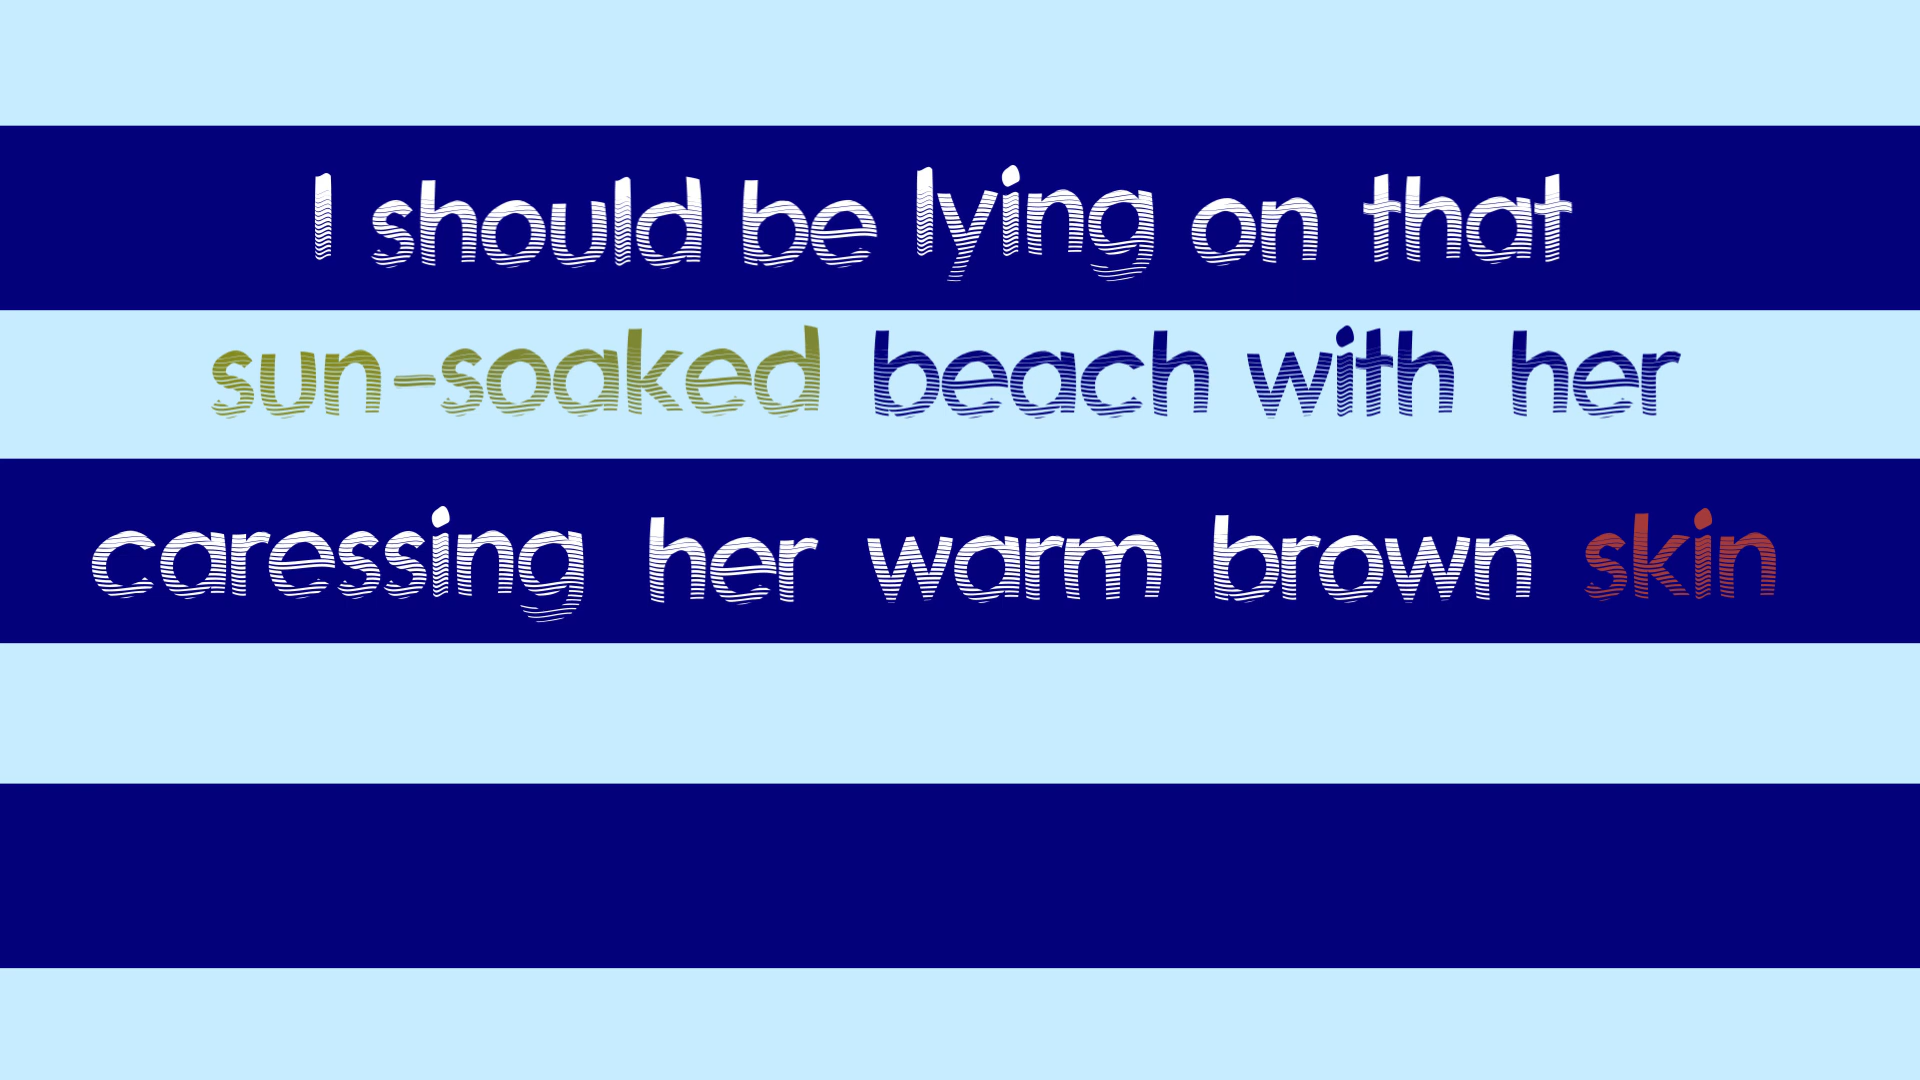 I should be lying on that
sun-soaked beach with her
caressing her warm brown skin